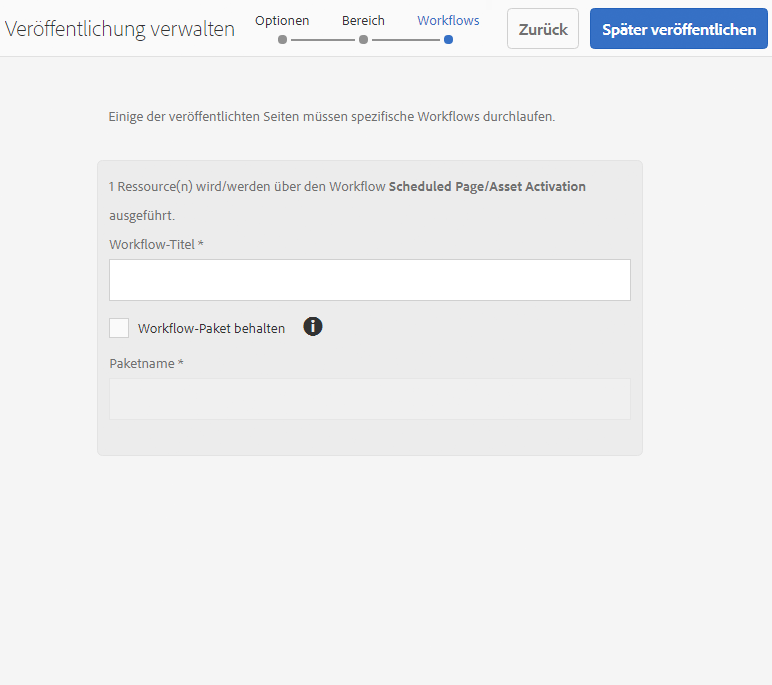 Veröffentlichung verwalten
Optionen
Bereich
Workflows
Zurück
Später veröffentlichen
Einige der veröffentlichten Seiten müssen spezifische Workflows durchlaufen.
1 Ressource(n) wird/werden über den Workflow Scheduled Page/Asset Activation
ausgeführt.
Workflow-Titel *
Workflow-Paket behalten
Paketname *